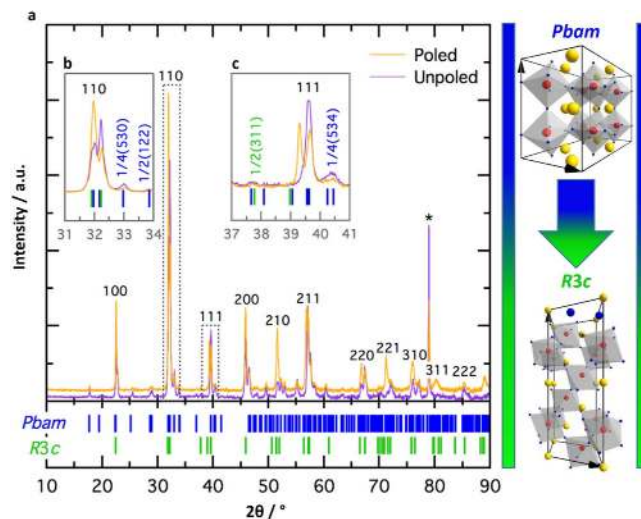 a
Pbam
b
c
Poled
Unpoled
110
1/4(530)
1/2(122)
31 32 33 34
1/2(311)
111
1/4(534)
37 38 39 40 41
110
*
100
111
200
210
211
220
221
310
311
222
Intensity / a.u.
R3c
Pbam
R3c
10 20 30 40 50 60 70 80 90
2θ / °